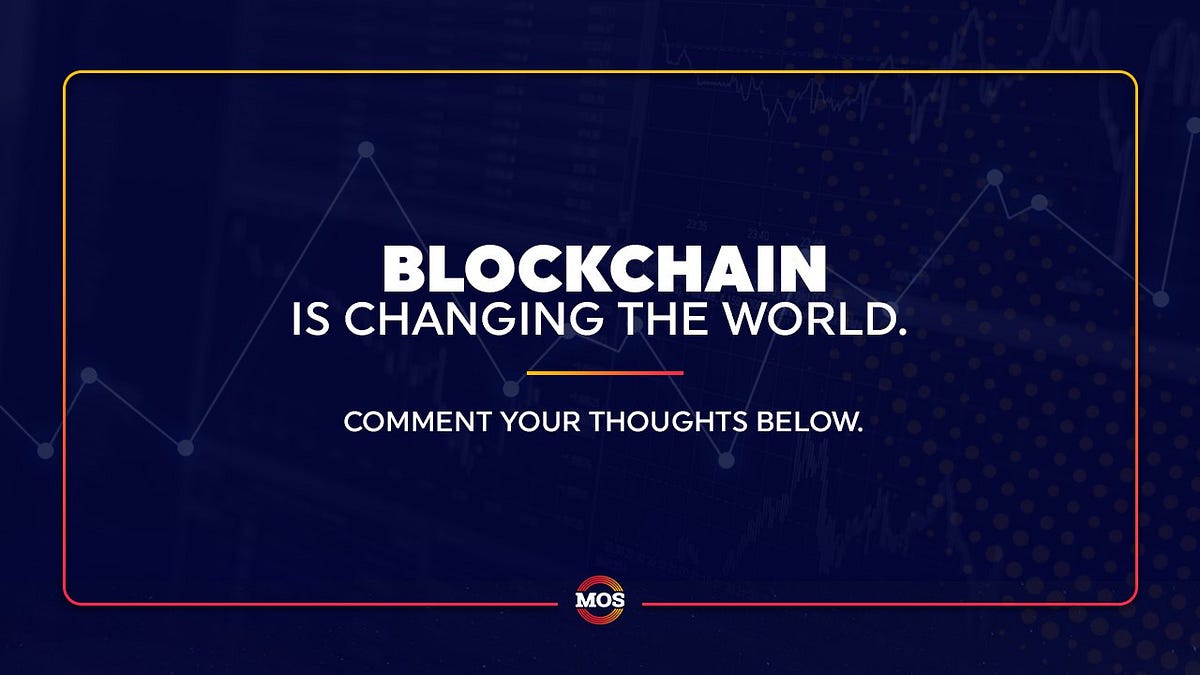 BLOCKCHAIN
IS CHANGING THE WORLD.
COMMENT YOUR THOUGHTS BELOW.
MOS